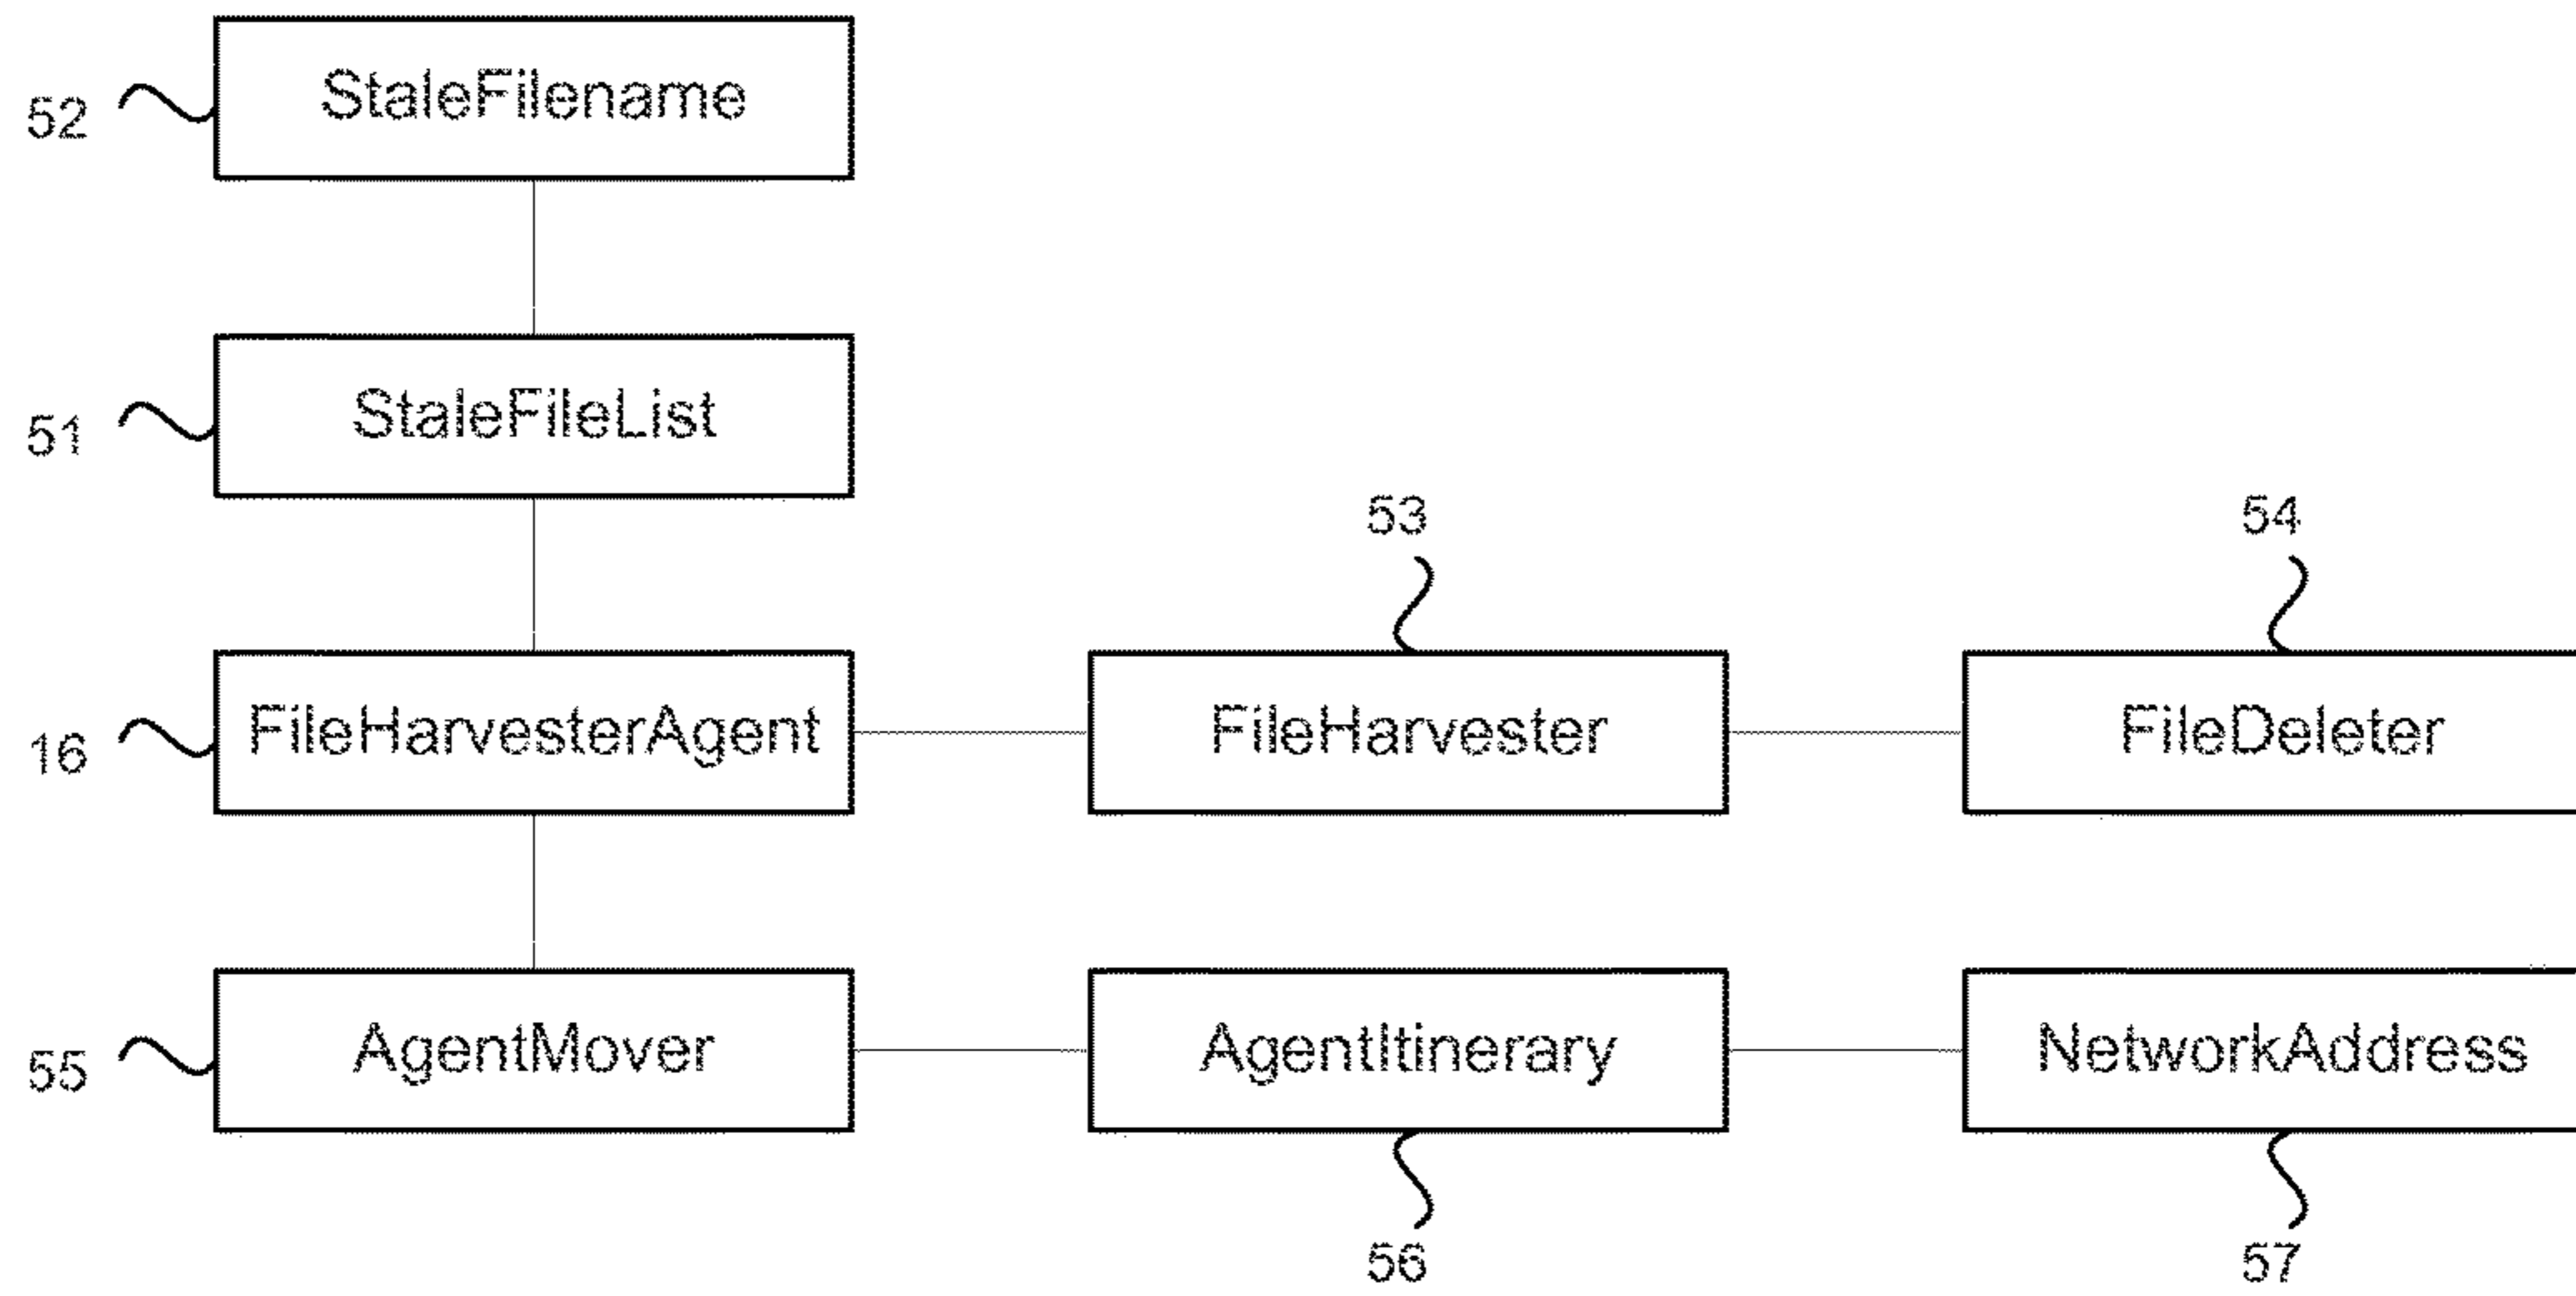 52
StaleFilename
51
StaleFileList
53
54
16
FileHarvesterAgent
FileHarvester
FileDeleter
55
AgentMover
AgentItinerary
NetworkAddress
56
57